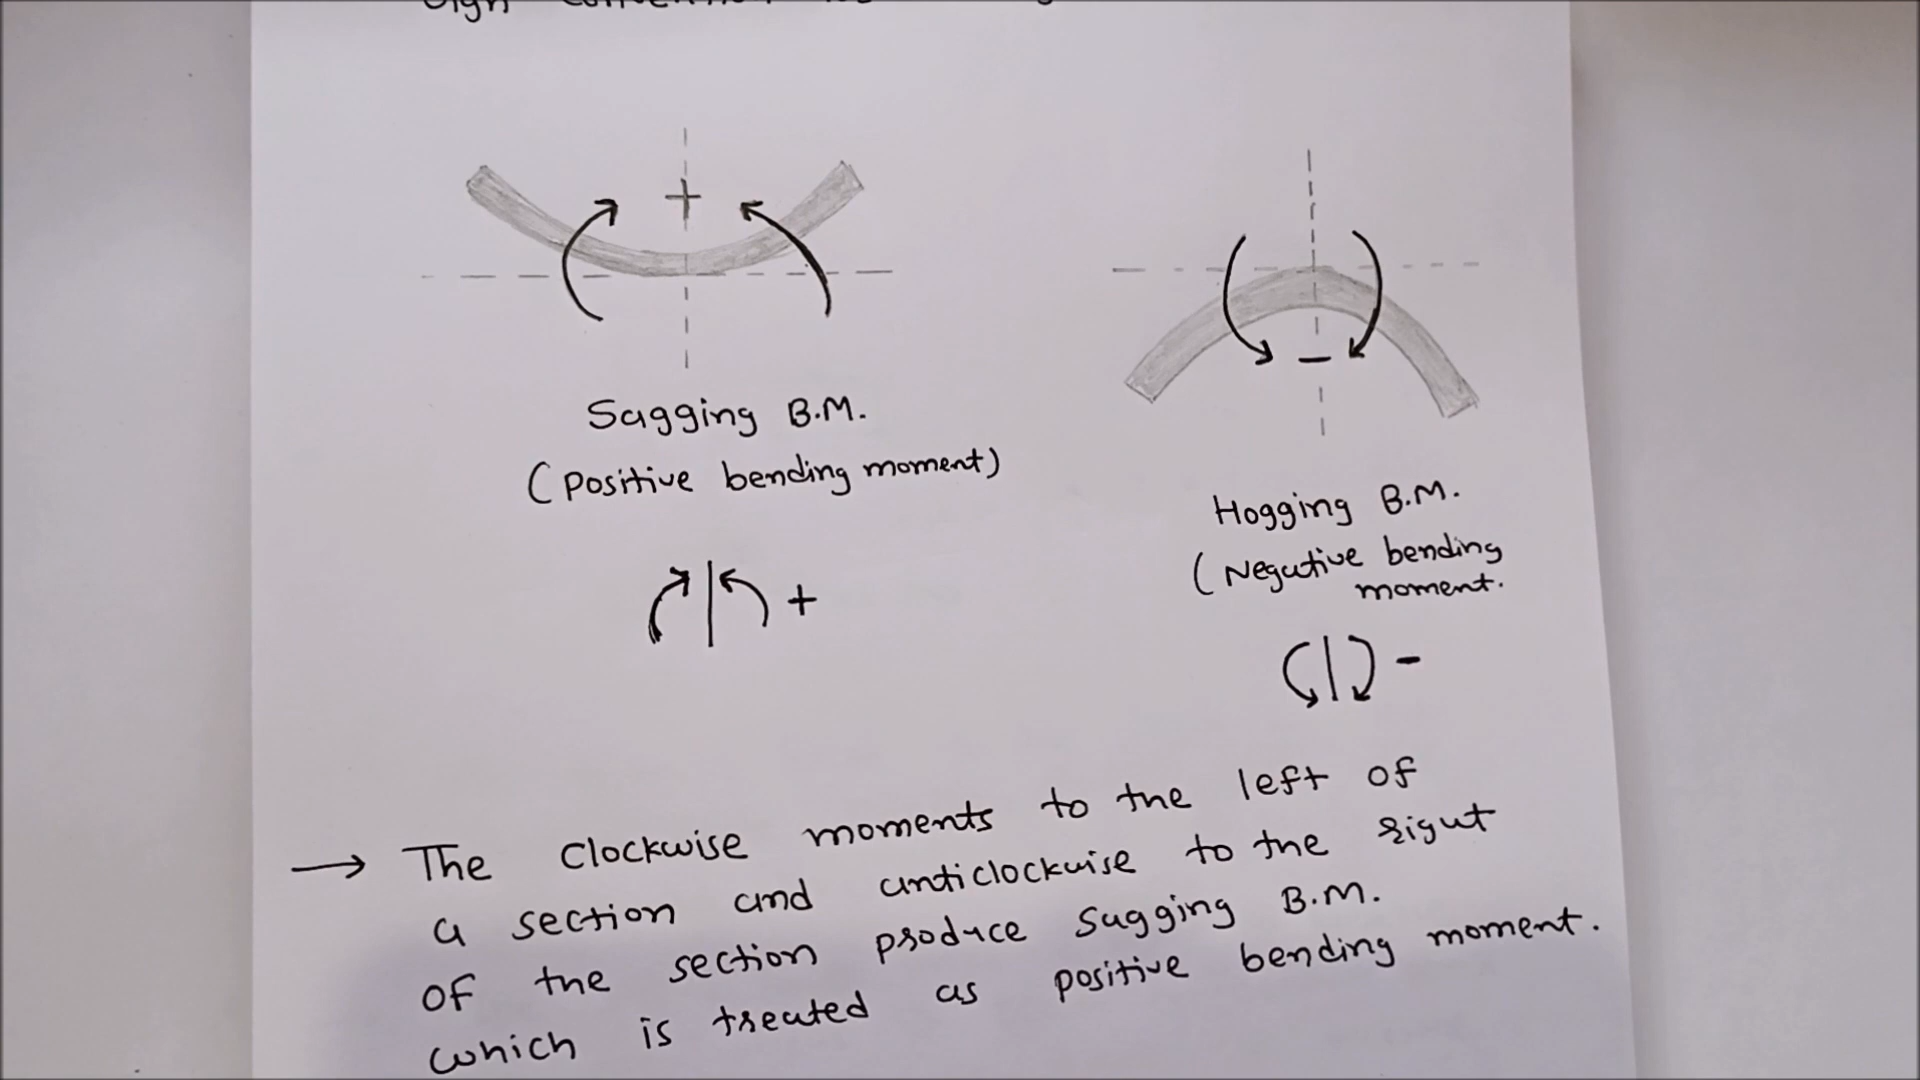 Sagging B.M.
(Positive bending moment)
+
Hogging B.M.
(Negative bending
moment.
-
→ The Clockwise moments to the left of
a section and anticlockwise to the right
of the section produce Sagging B.M.
which is treated as positive bending moment.